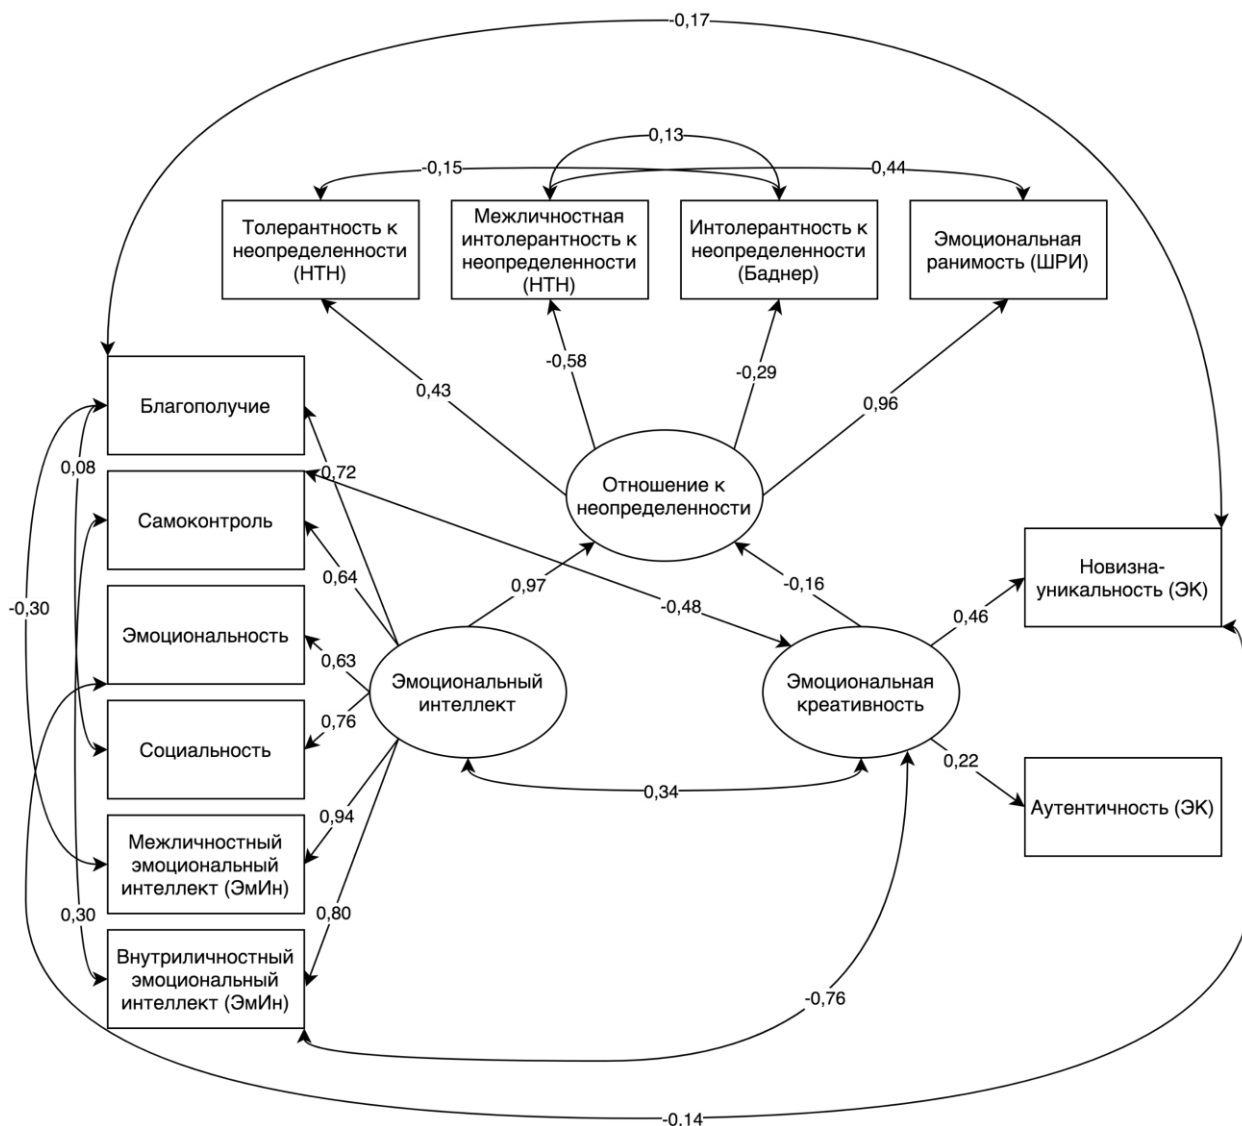 -0,17
0,13
-0,15
0,44
Толерантность к
неопределенности
(НТН)
Межличностная
интолерантность к
неопределенности
(НТН)
Интолерантность к
неопределенности
(Баднер)
Эмоциональная
ранимость (ШРИ)
0,43
-0,58
-0,29
0,96
Благополучие
0,08
0,72
Отношение к
неопределенности
Самоконтроль
0,64
0,97
-0,48
-0,16
Новизна-
уникальность (ЭК)
0,46
-0,30
Эмоциональность
0,63
Эмоциональный
интеллект
Эмоциональная
креативность
0,76
Социальность
0,34
0,22
Аутентичность (ЭК)
0,94
Межличностный
эмоциональный
интеллект (ЭмИн)
0,30
0,80
Внутриличностный
эмоциональный
интеллект (ЭмИн)
-0,76
-0,14